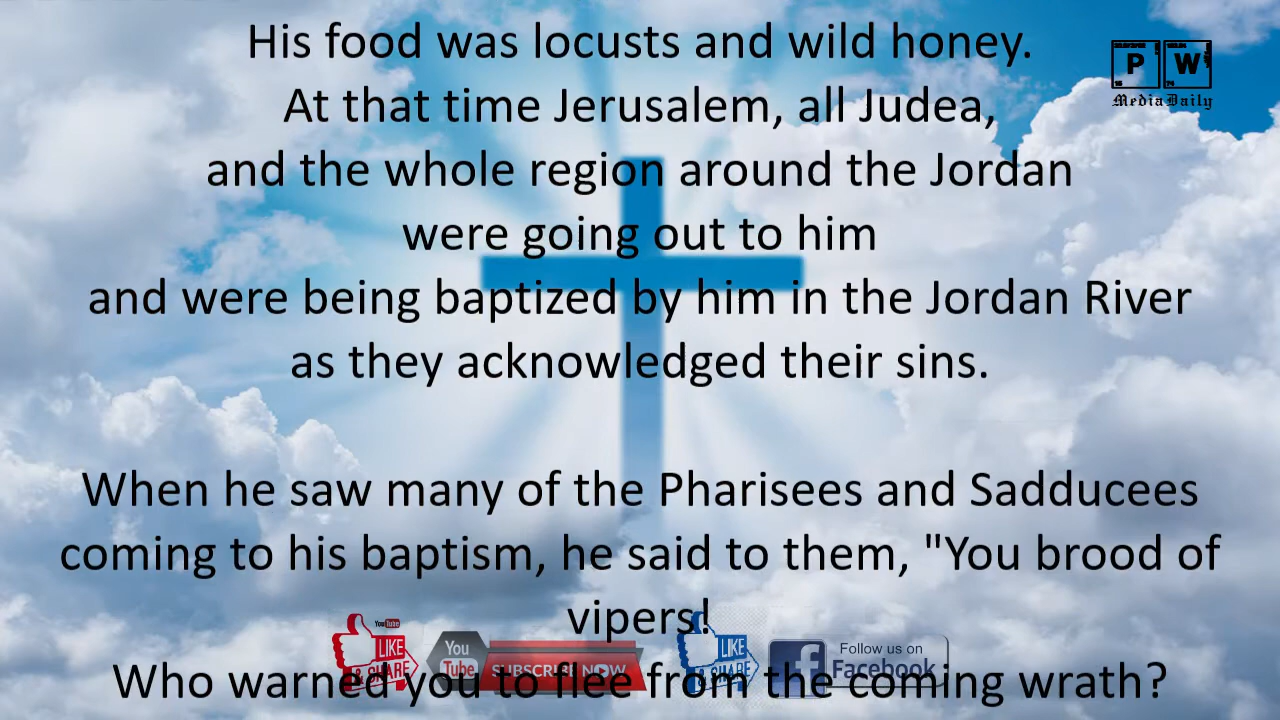 His food was locusts and wild honey.
At that time Jerusalem, all Judea,
and the whole region around the Jordan
were going out to him
and were being baptized by him in the Jordan River
as they acknowledged their sins.
When he saw many of the Pharisees and Sadducees
coming to his baptism, he said to them, "You brood of
vipers!
Who warned you to flee from the coming wrath?
P W
MediaDaily
You Tube
LIKE
& SHARE
You
Tube
SUBSCRIBE NOW
LIKE
& SHARE
Follow us on
Facebook